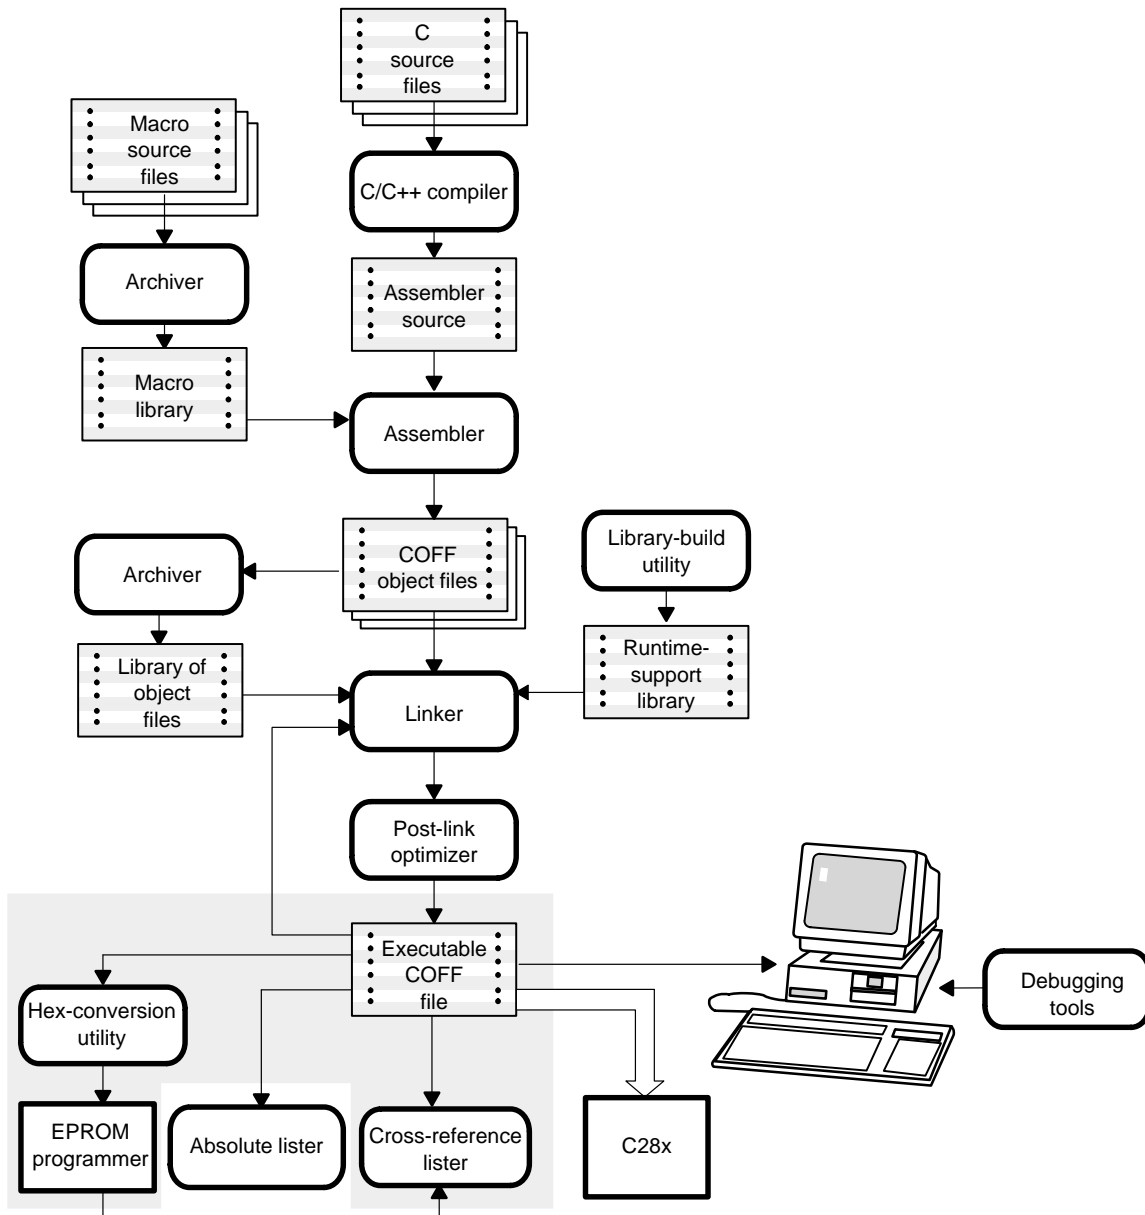 C
source
files
Macro
source
files
C/C++ compiler
Archiver
Assembler
source
Macro
library
Assembler
COFF
object files
Library-build
utility
Archiver
Runtime-
support
library
Library of
object
files
Linker
Post-link
optimizer
Executable
COFF
file
Debugging
tools
Hex-conversion
utility
EPROM
programmer
Absolute lister
Cross-reference
lister
C28x